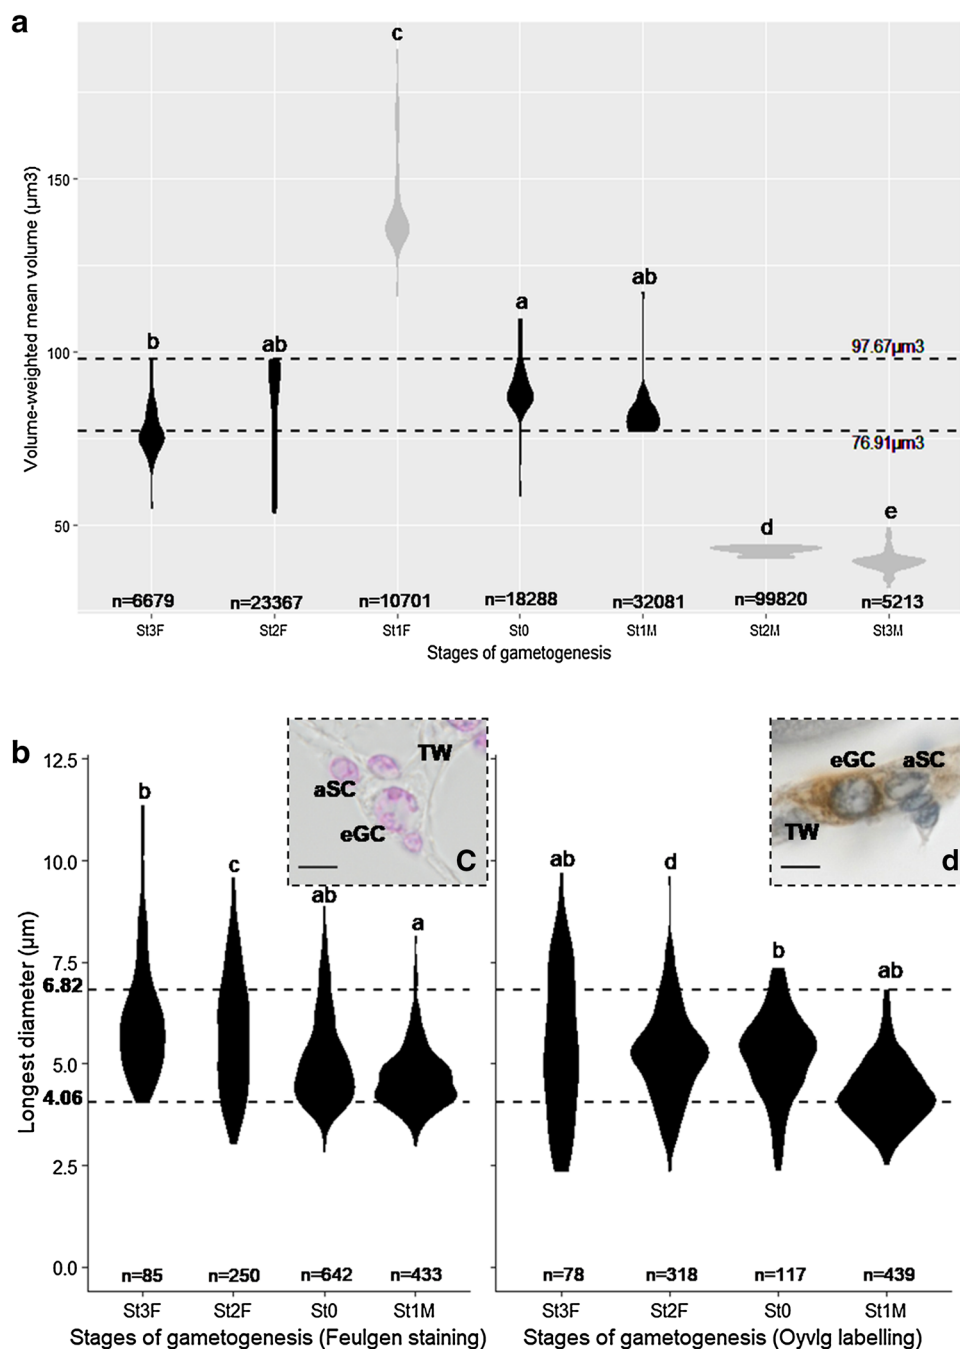 a
c
ab
a
b
ab
150
100
50
Volume-weighted mean volume (µm3)
97.67µm3
76.91µm3
d
e
n=6679 n=23367 n=10701 n=18288 n=32081 n=99820 n=5213
St3F St2F St1F St0 St1M St2M St3M
Stages of gametogenesis
b
12.5
10.0
7.5
6.82
5.0
4.06
2.5
0.0
Longest diameter (µm)
b
c
ab
a
TW
aSC
eGC
C
n=85 n=250 n=642 n=433
St3F St2F St0 St1M
Stages of gametogenesis (Feulgen staining)
eGC aSC
TW
d
ab
d
b
ab
n=78 n=318 n=117 n=439
St3F St2F St0 St1M
Stages of gametogenesis (Oyvlg labelling)